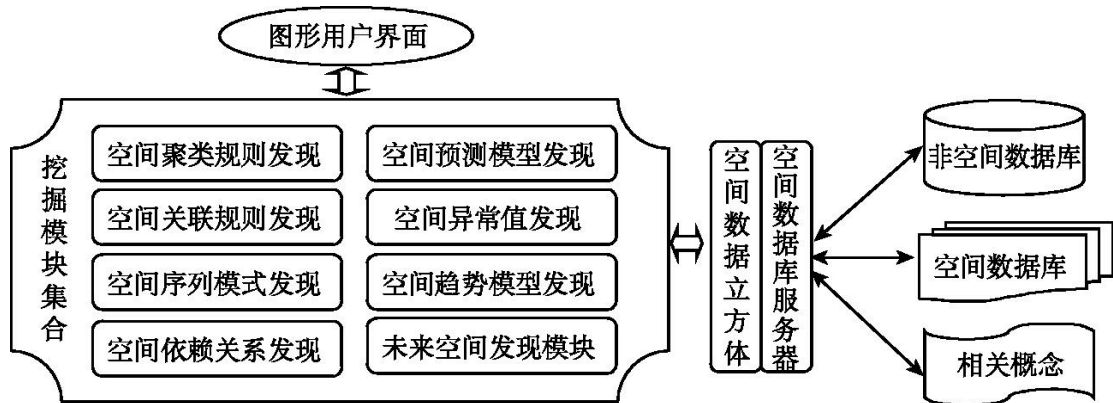 图形用户界面
挖掘模块集合
空间聚类规则发现
空间预测模型发现
空间关联规则发现
空间异常值发现
空间序列模式发现
空间趋势模型发现
空间依赖关系发现
未来空间发现模块
空间数据立方体
空间数据库服务器
非空间数据库
空间数据库
相关概念